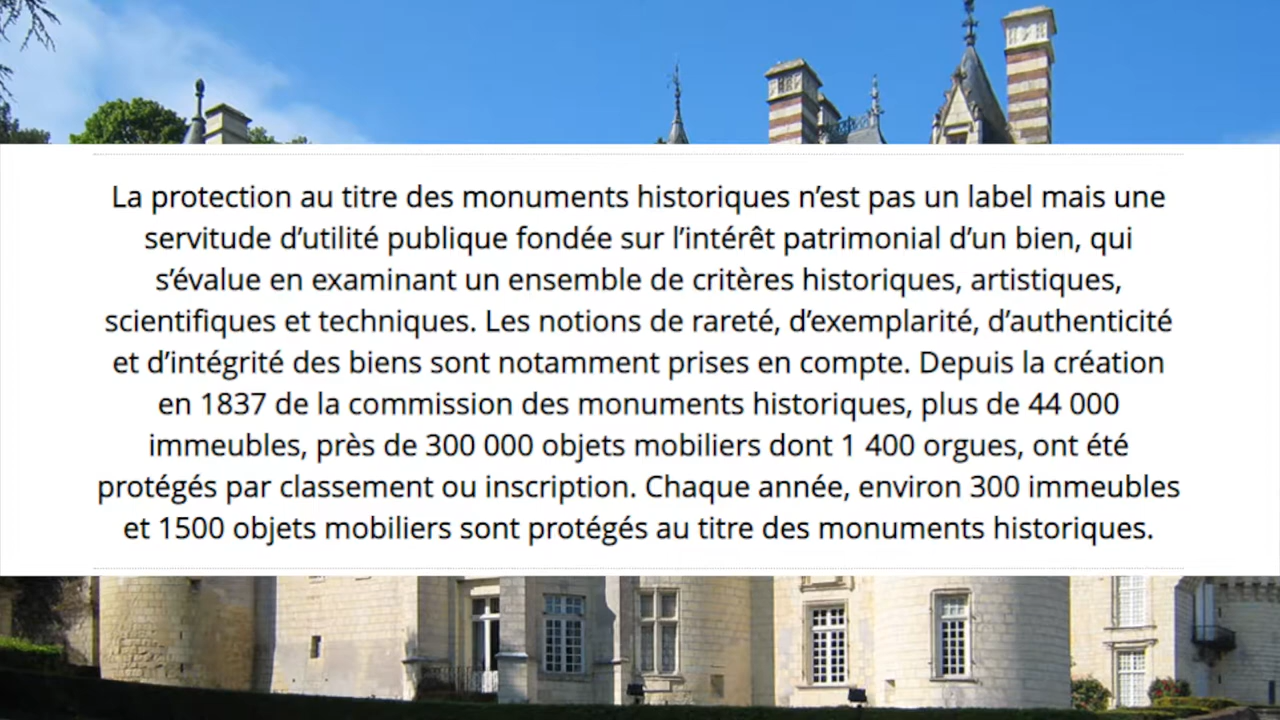 La protection au titre des monuments historiques n’est pas un label mais une
servitude d’utilité publique fondée sur l’intérêt patrimonial d’un bien, qui
s’évalue en examinant un ensemble de critères historiques, artistiques,
scientifiques et techniques. Les notions de rareté, d’exemplarité, d’authenticité
et d’intégrité des biens sont notamment prises en compte. Depuis la création
en 1837 de la commission des monuments historiques, plus de 44 000
immeubles, près de 300 000 objets mobiliers dont 1 400 orgues, ont été
protégés par classement ou inscription. Chaque année, environ 300 immeubles
et 1500 objets mobiliers sont protégés au titre des monuments historiques.